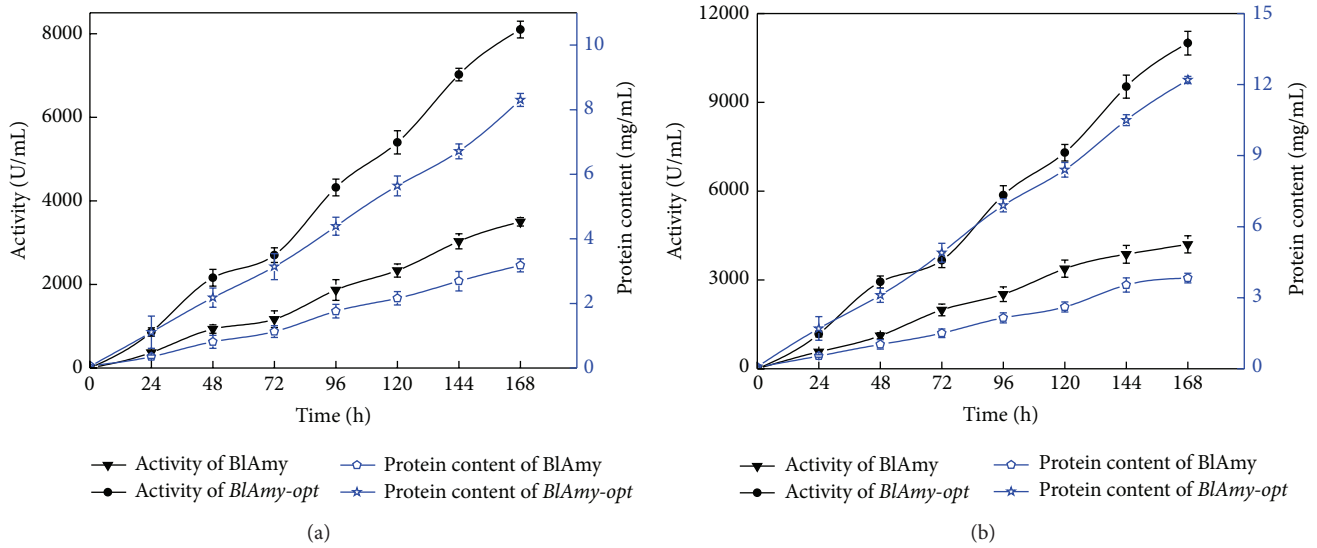 8000
6000
4000
2000
0
10
8
6
4
2
0
Activity (U/mL)
Protein content (mg/mL)
0 24 48 72 96 120 144 168
Time (h)
Activity of BlAmy
Activity of BlAmy-opt
Protein content of BlAmy
Protein content of BlAmy-opt
(a)
12000
9000
6000
3000
0
15
12
9
6
3
0
Activity (U/mL)
Protein content (mg/mL)
0 24 48 72 96 120 144 168
Time (h)
Activity of BlAmy
Activity of BlAmy-opt
Protein content of BlAmy
Protein content of BlAmy-opt
(b)